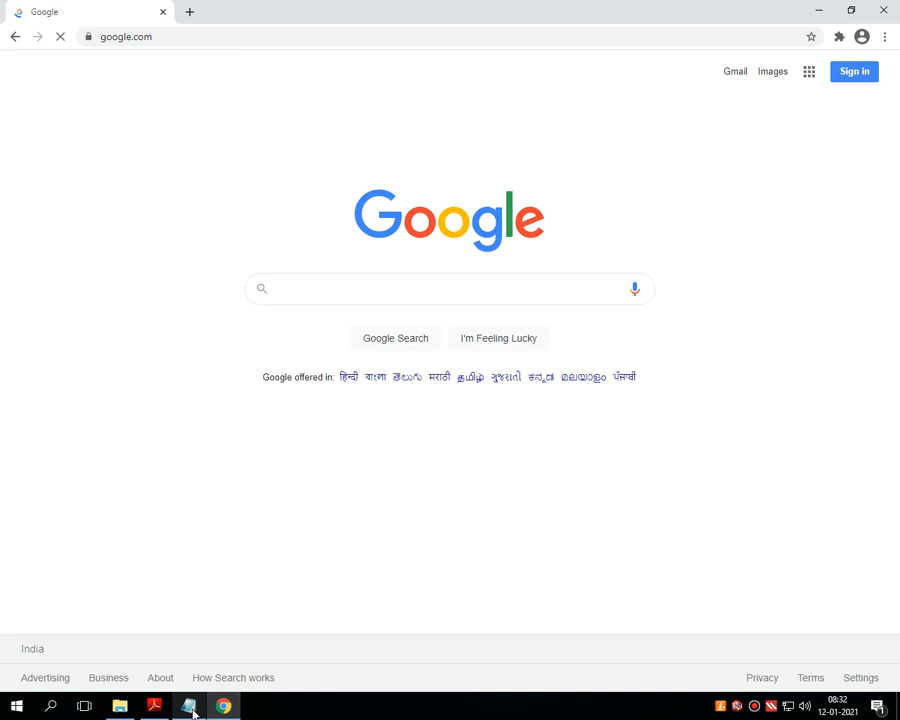 Google
google.com
Gmail Images Sign in
Google
Google Search I'm Feeling Lucky
Google offered in: हिन्दी বাংলা తెలుగు मराठी தமிழ் ગુજરાતી ಕನ್ನಡ മലയാളം ਪੰਜਾਬੀ
India
Advertising Business About How Search works Privacy Terms Settings
08:32
12-01-2021
1